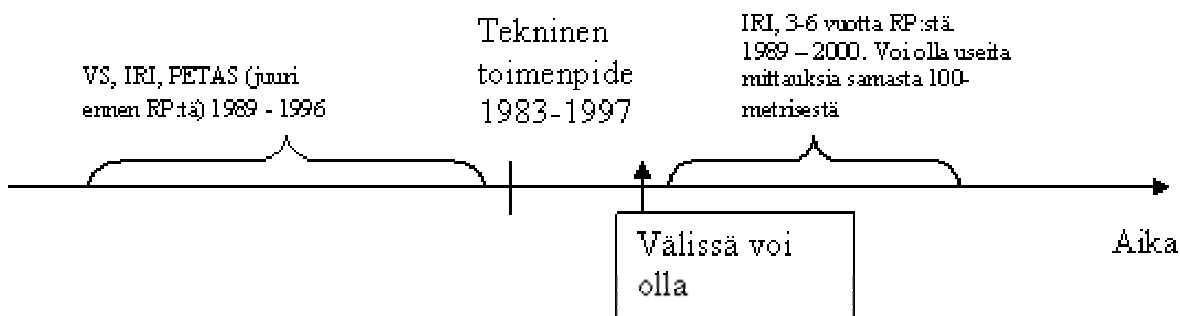 VS, IRI, PETAS (juuri
ennen RP:tä) 1989 - 1996
Tekninen
toimenpide
1983-1997
IRI, 3-6 vuotta RP:stä
1989 – 2000. Voi olla useita
mittauksia samasta 100-
metrisestä
Välissä voi
olla
Aika